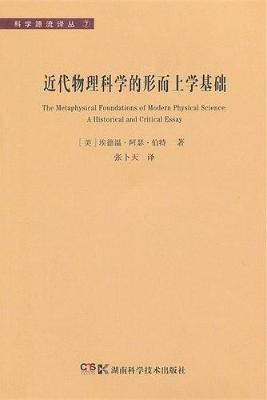 科学源流译丛 ⑦
近代物理科学的形而上学基础
The Metaphysical Foundations of Modern Physical Science:
A Historical and Critical Essay
[美] 埃德温·阿瑟·伯特 著
张卜天 译
CS 湖南科学技术出版社